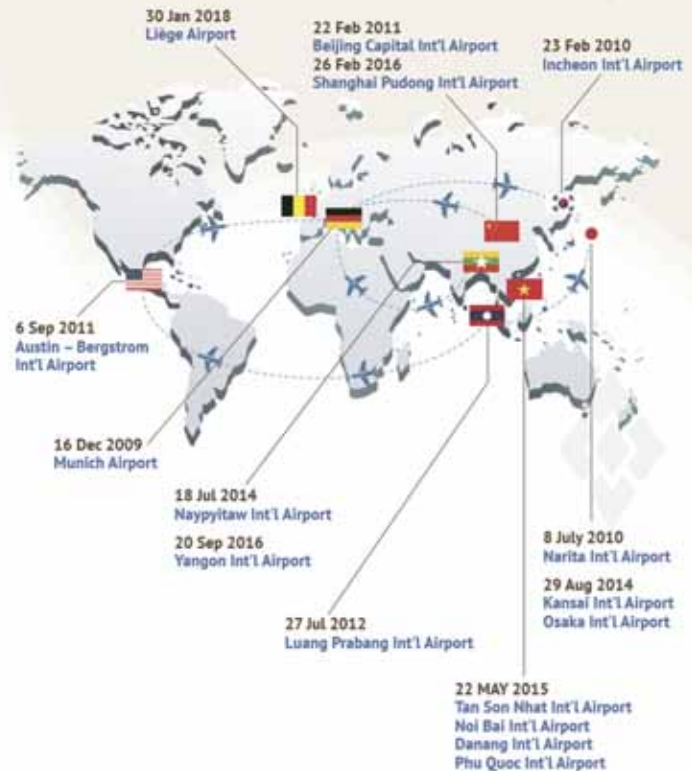 30 Jan 2018
Liège Airport
22 Feb 2011
Beijing Capital Int'l Airport
26 Feb 2016
Shanghai Pudong Int'l Airport
23 Feb 2010
Incheon Int'l Airport
6 Sep 2011
Austin – Bergstrom
Int'l Airport
16 Dec 2009
Munich Airport
18 Jul 2014
Naypyitaw Int'l Airport
20 Sep 2016
Yangon Int'l Airport
27 Jul 2012
Luang Prabang Int'l Airport
8 July 2010
Narita Int'l Airport
29 Aug 2014
Kansai Int'l Airport
Osaka Int'l Airport
22 MAY 2015
Tan Son Nhat Int'l Airport
Noi Bai Int'l Airport
Danang Int'l Airport
Phu Quoc Int'l Airport